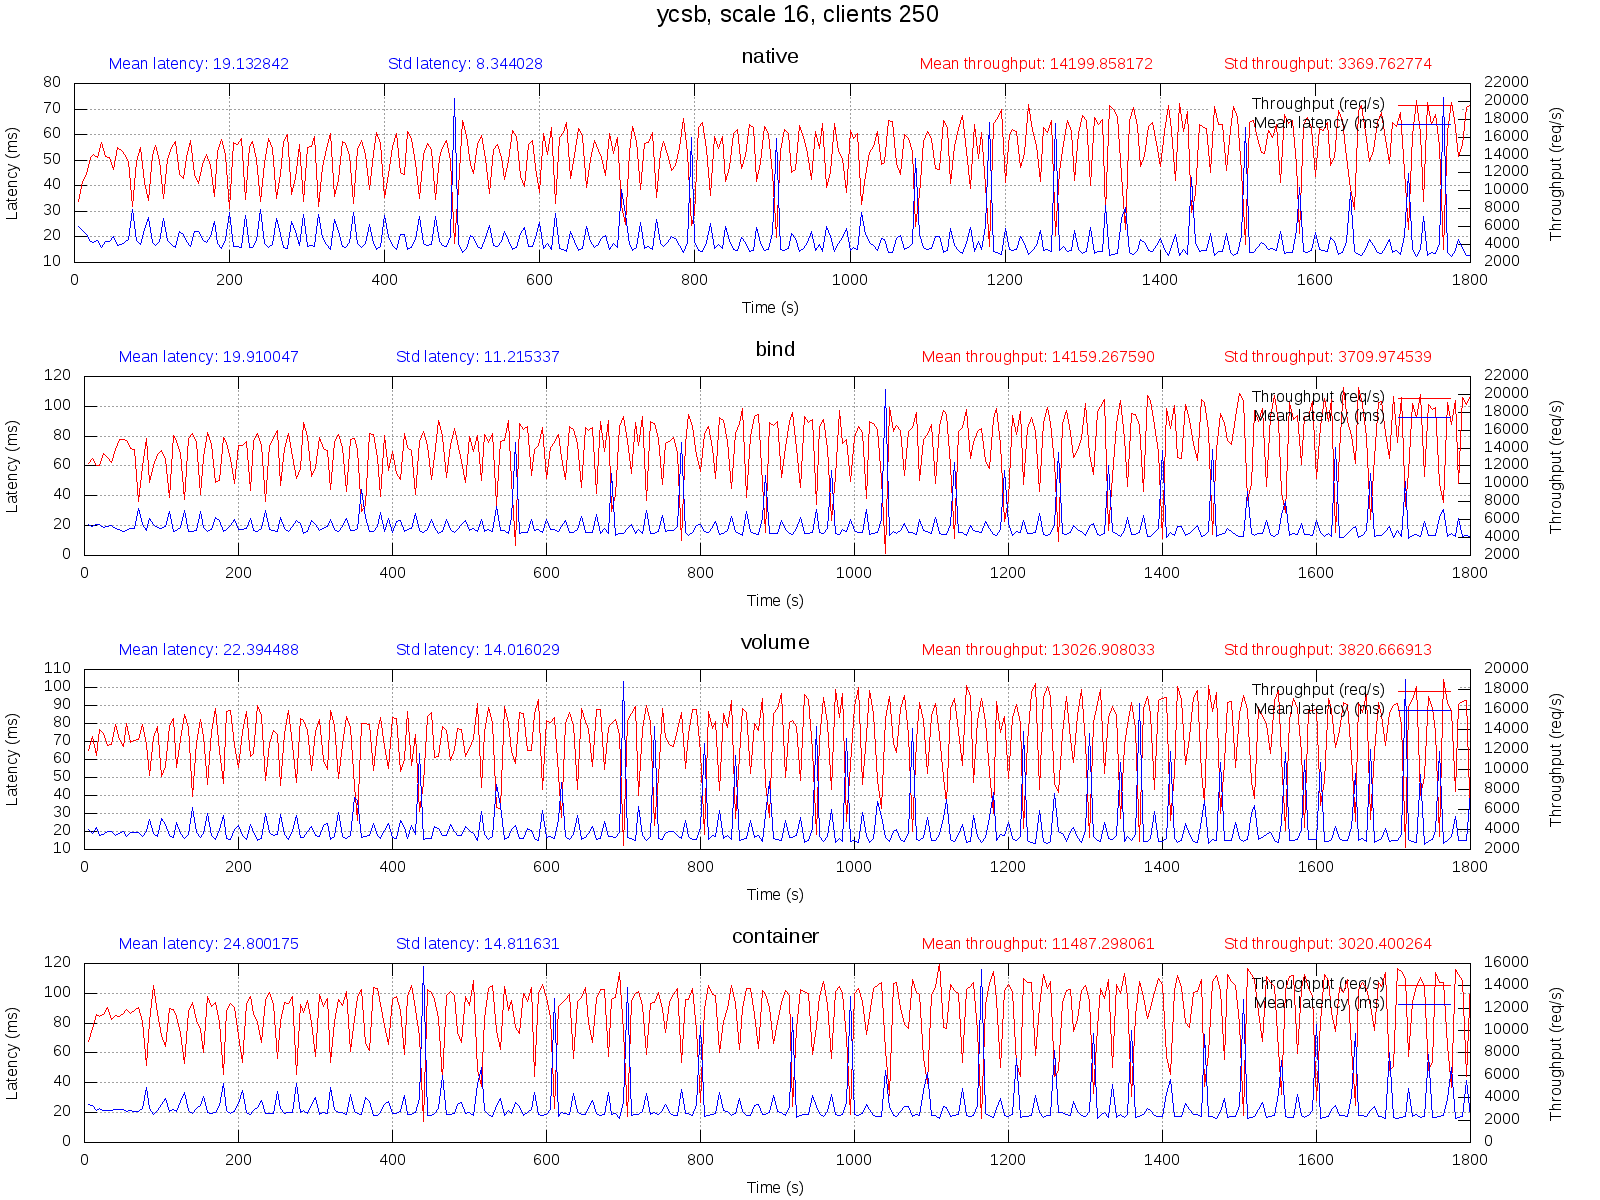 ycsb, scale 16, clients 250
native
Mean latency: 19.132842 Std latency: 8.344028 Mean throughput: 14199.858172 Std throughput: 3369.762774
Latency (ms)
80
70
60
50
40
30
20
10
22000
20000
18000
16000
14000
12000
10000
8000
6000
4000
2000
Throughput (req/s)
Throughput (req/s)
Mean latency (ms)
0 200 400 600 800 1000 1200 1400 1600 1800
Time (s)
bind
Mean latency: 19.910047 Std latency: 11.215337 Mean throughput: 14159.267590 Std throughput: 3709.974539
Latency (ms)
120
100
80
60
40
20
0
22000
20000
18000
16000
14000
12000
10000
8000
6000
4000
2000
Throughput (req/s)
Throughput (req/s)
Mean latency (ms)
0 200 400 600 800 1000 1200 1400 1600 1800
Time (s)
volume
Mean latency: 22.394488 Std latency: 14.016029 Mean throughput: 13026.908033 Std throughput: 3820.666913
Latency (ms)
110
100
90
80
70
60
50
40
30
20
10
20000
18000
16000
14000
12000
10000
8000
6000
4000
2000
Throughput (req/s)
Throughput (req/s)
Mean latency (ms)
0 200 400 600 800 1000 1200 1400 1600 1800
Time (s)
container
Mean latency: 24.800175 Std latency: 14.811631 Mean throughput: 11487.298061 Std throughput: 3020.400264
Latency (ms)
120
100
80
60
40
20
0
16000
14000
12000
10000
8000
6000
4000
2000
0
Throughput (req/s)
Throughput (req/s)
Mean latency (ms)
0 200 400 600 800 1000 1200 1400 1600 1800
Time (s)